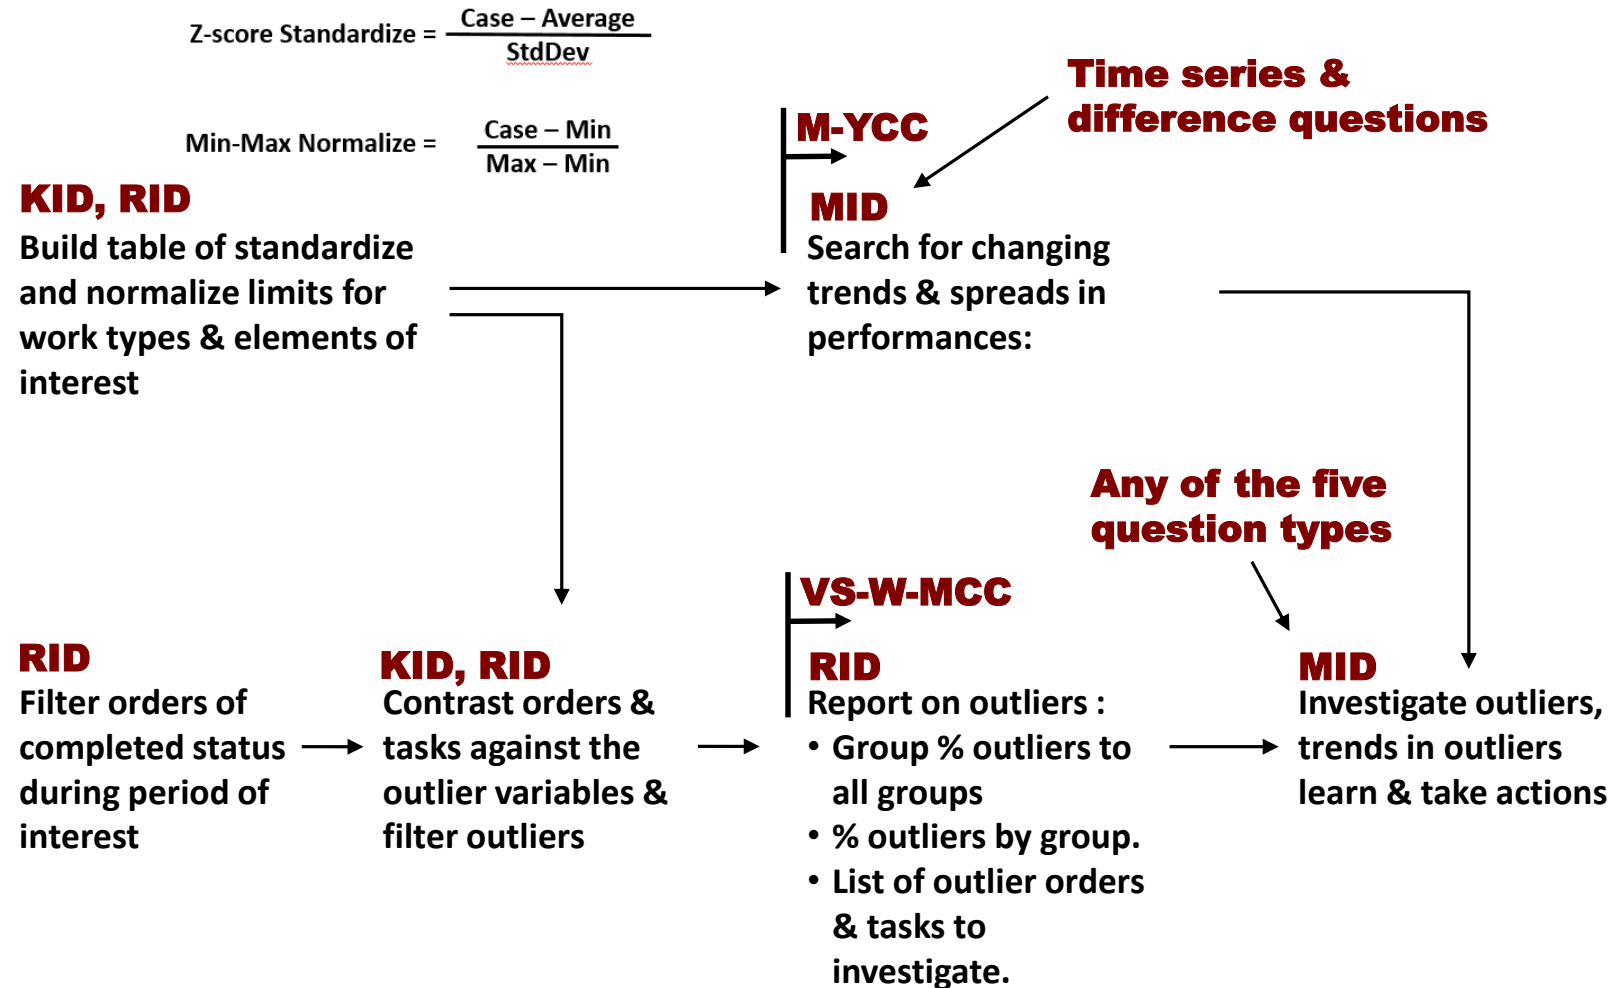 Z-score Standardize = Case – Average
StdDev
Min-Max Normalize = Case – Min
Max – Min
Time series &
difference questions
M-YCC
KID, RID
Build table of standardize
and normalize limits for
work types & elements of
interest
MID
Search for changing
trends & spreads in
performances:
Any of the five
question types
VS-W-MCC
RID
Filter orders of
completed status
during period of
interest
KID, RID
Contrast orders &
tasks against the
outlier variables &
filter outliers
RID
Report on outliers :
• Group % outliers to
all groups
• % outliers by group.
• List of outlier orders
& tasks to
investigate.
MID
Investigate outliers,
trends in outliers
learn & take actions